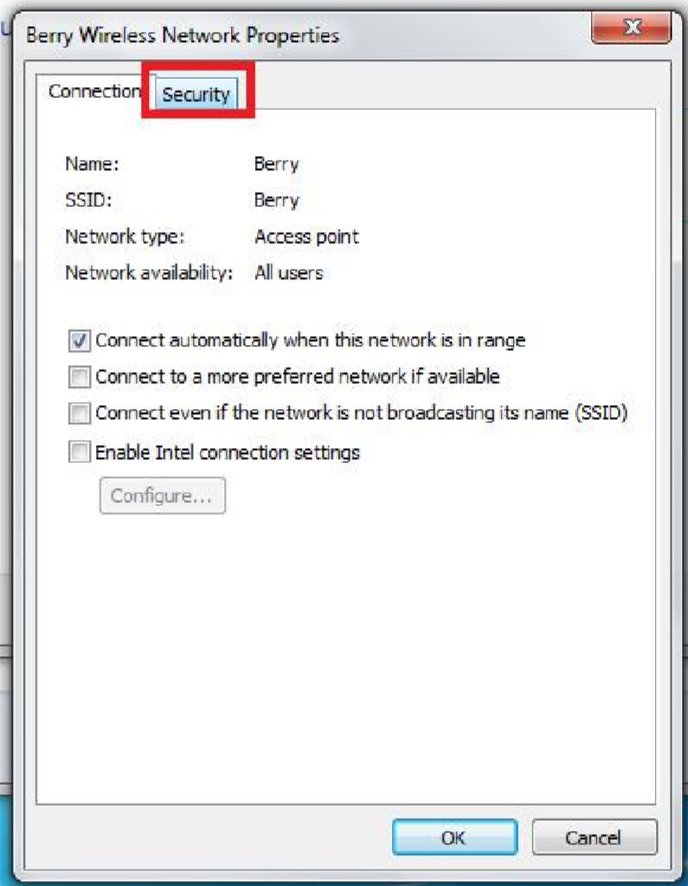 Berry Wireless Network Properties
Connection Security
Name: Berry
SSID: Berry
Network type: Access point
Network availability: All users
Connect automatically when this network is in range
Connect to a more preferred network if available
Connect even if the network is not broadcasting its name (SSID)
Enable Intel connection settings
Configure...
OK Cancel